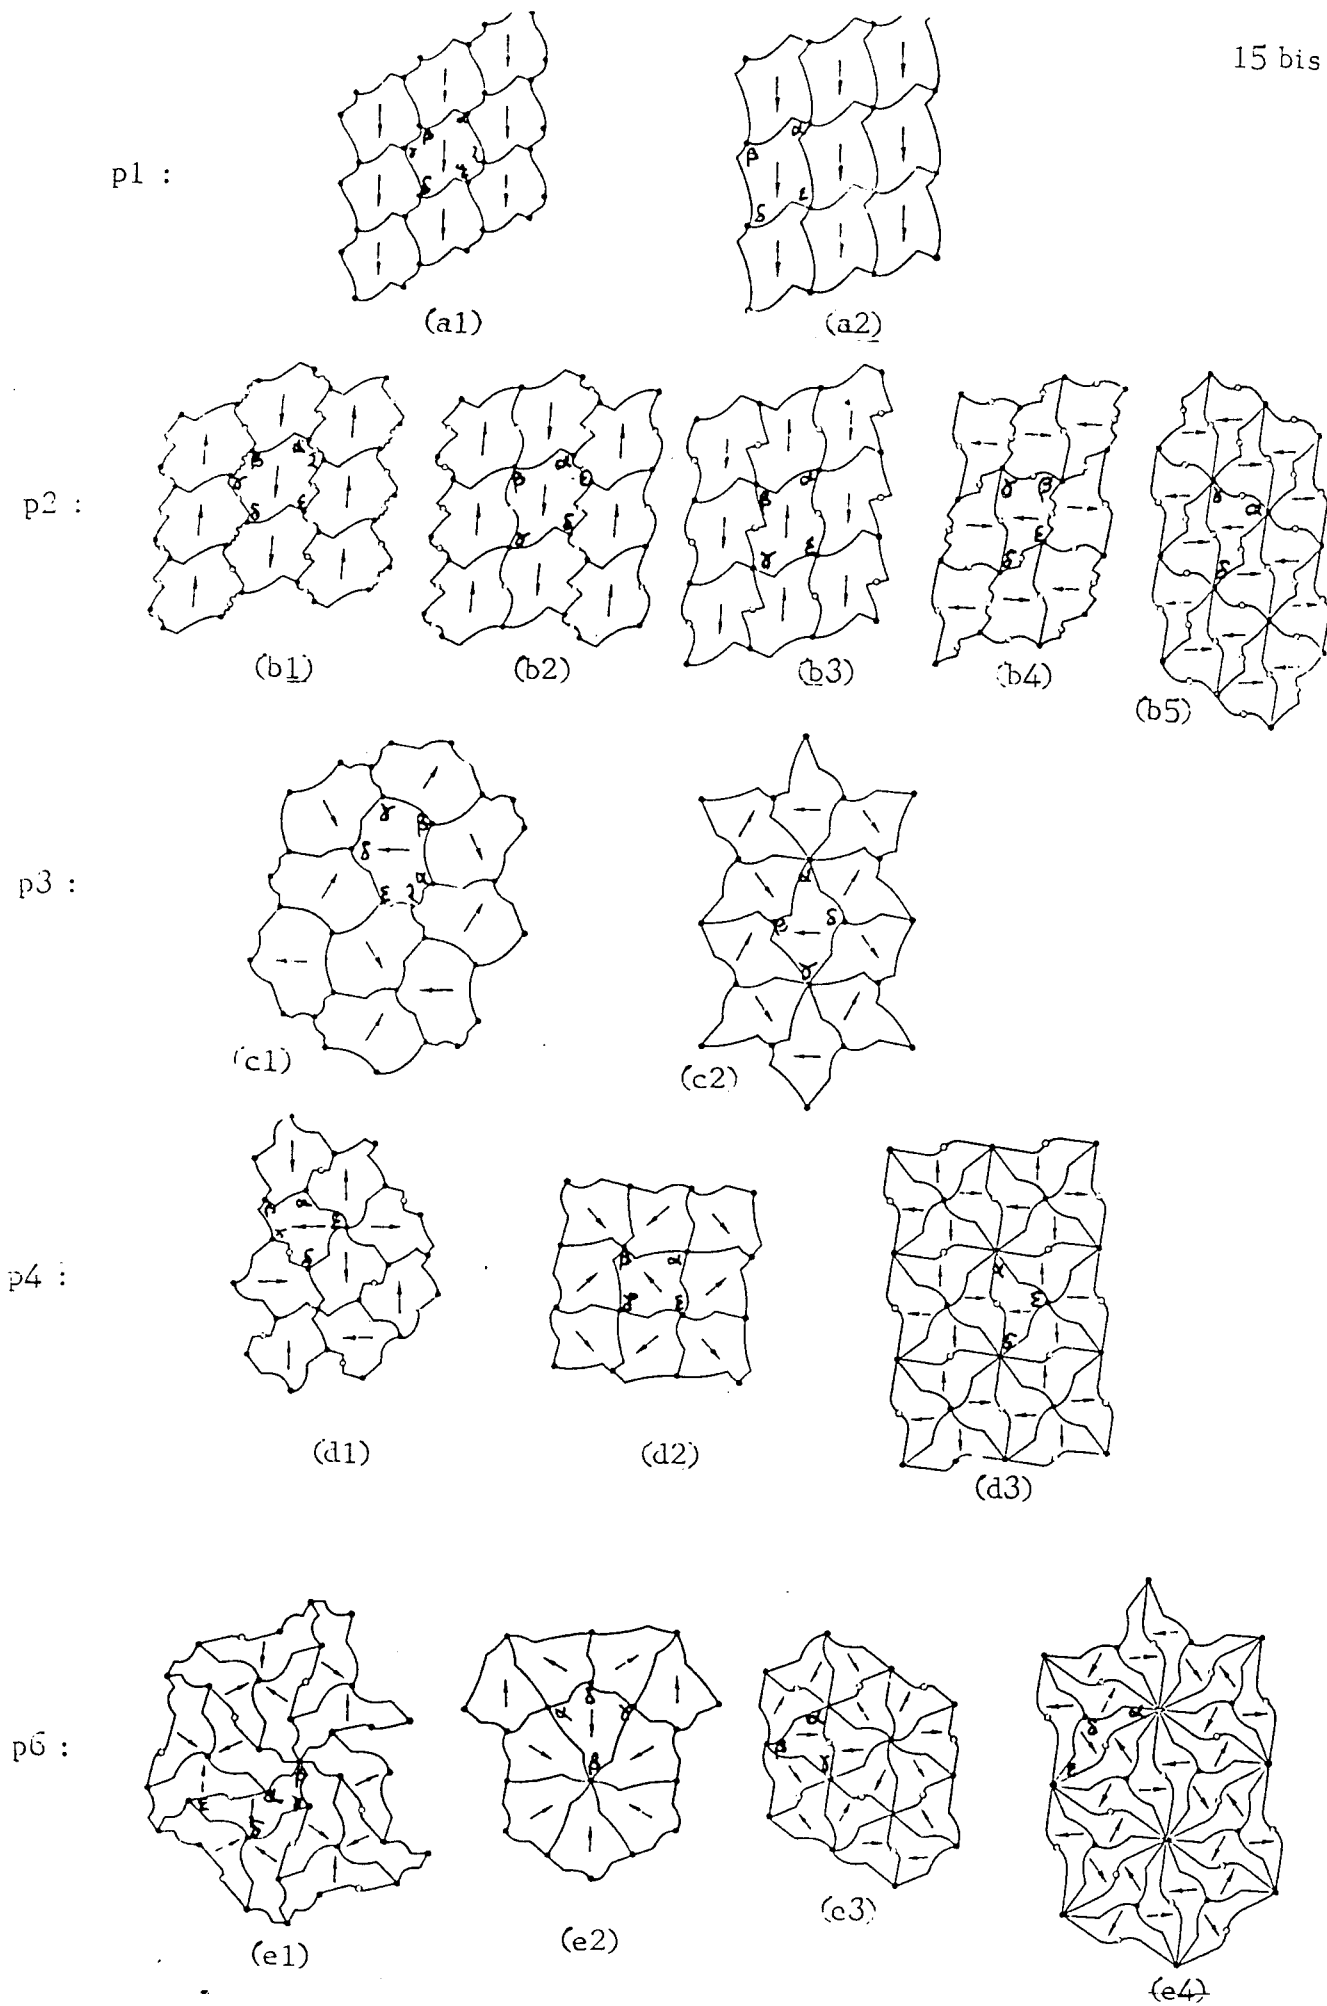 15 bis
p1 :
α
β
γ
δ
ε
ζ
(a1)
α
β
δ
ε
(a2)
p2 :
α
β
γ
δ
ε
ζ
(b1)
α
β
ε
γ
δ
(b2)
α
β
γ
ε
(b3)
γ
β
δ
ε
(b4)
γ
α
δ
(b5)
p3 :
γ
β
δ
α
ε
ζ
(c1)
α
β
δ
γ
(c2)
p4 :
β
α
ε
γ
δ
(d1)
β
α
γ
ε
(d2)
α
ε
δ
(d3)
p6 :
β
α
γ
ε
δ
(e1)
δ
α
γ
β
(e2)
α
β
γ
(e3)
α
γ
(e4)